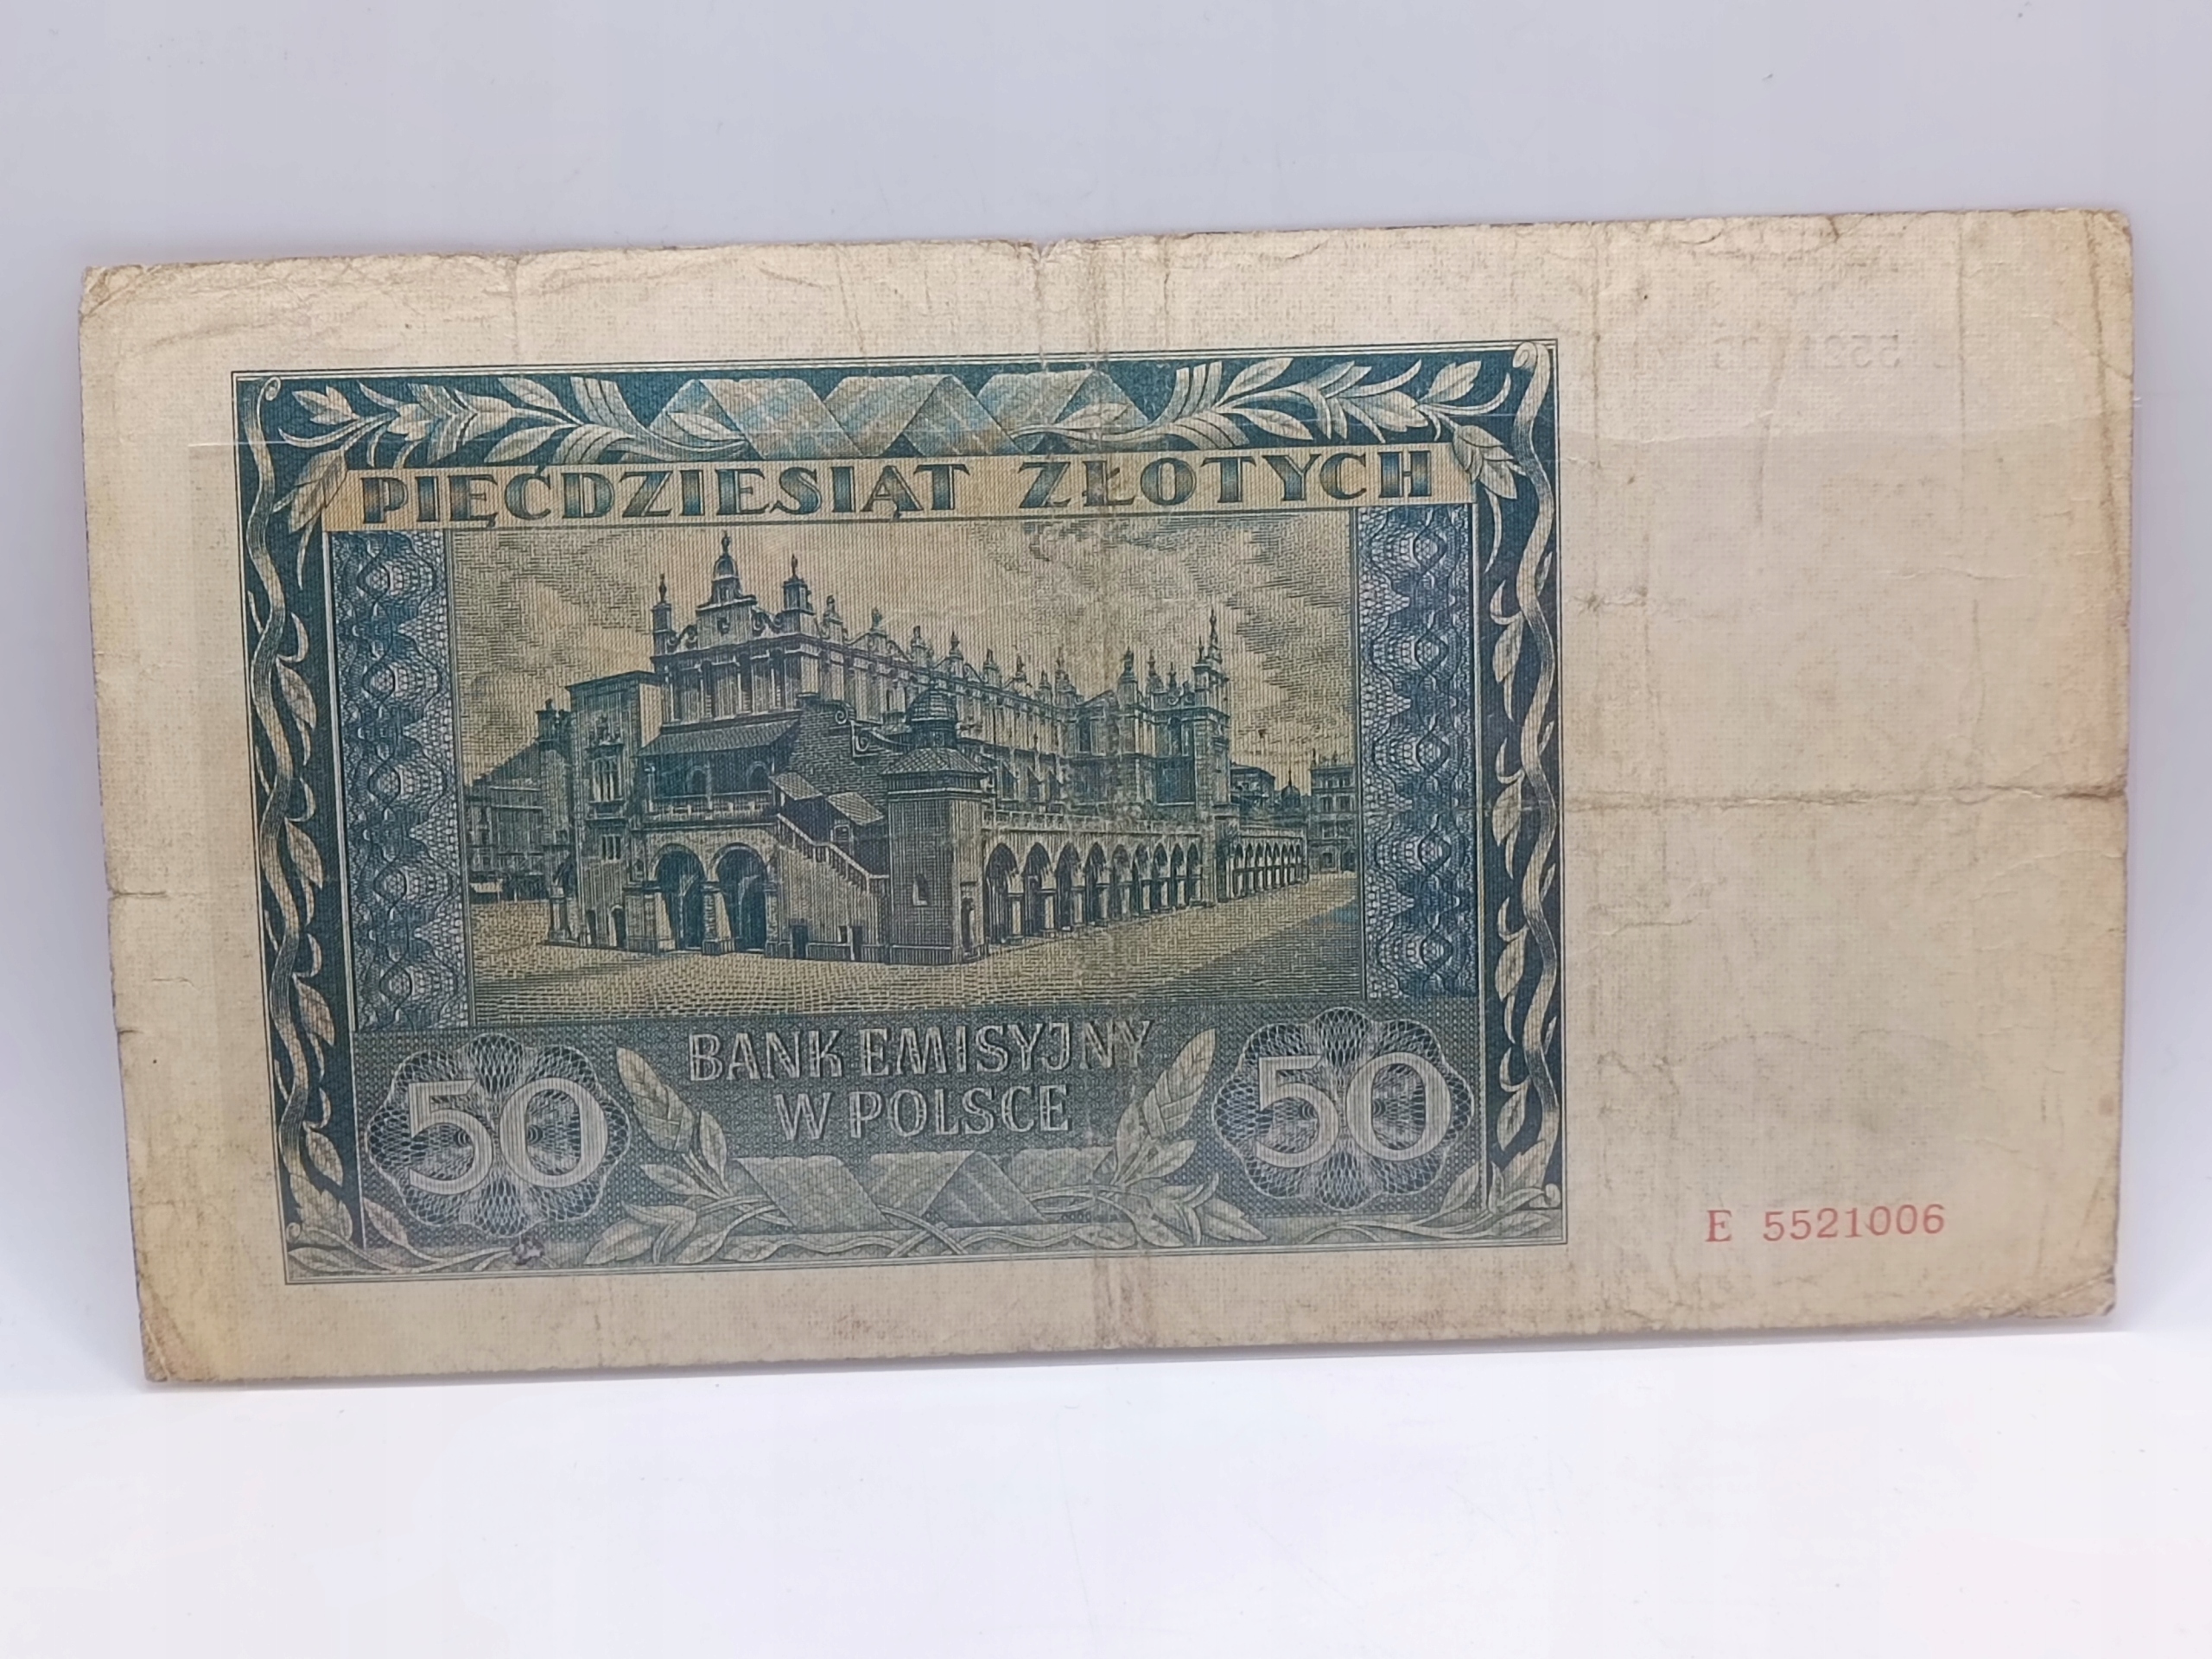 PIĘĆDZIESIĄT ZŁOTYCH
BANK EMISYJNY
W POLSCE
50
50
E 5521006